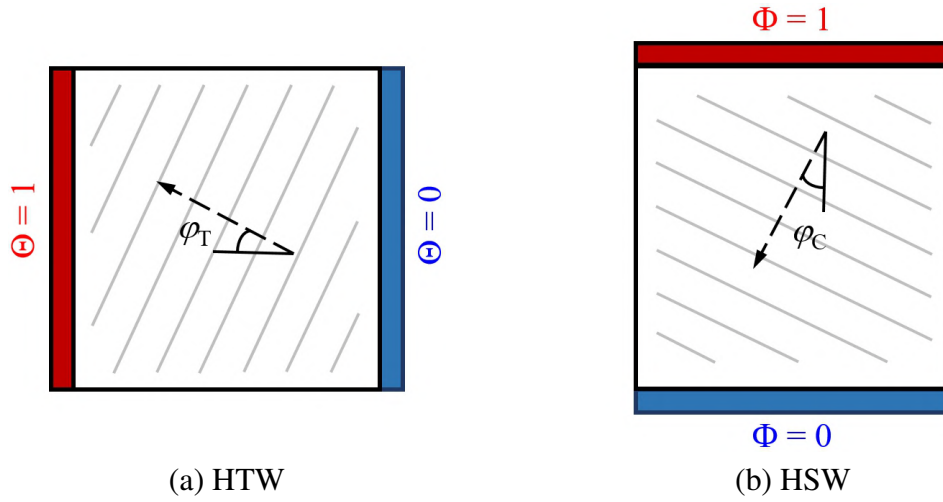 Θ = 1
φT
Θ = 0
(a) HTW
Φ = 1
φC
Φ = 0
(b) HSW